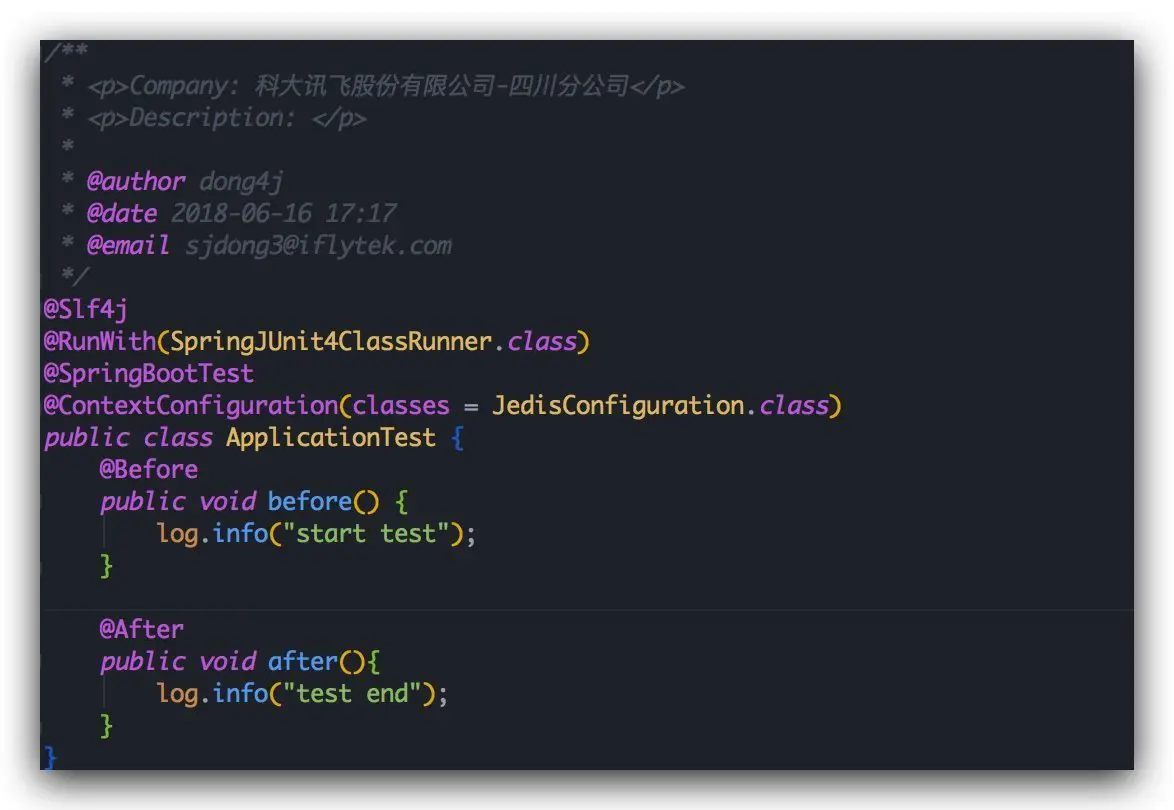 /**
 * <p>Company: 科大讯飞股份有限公司-四川分公司</p>
 * <p>Description: </p>
 *
 * @author dong4j
 * @date 2018-06-16 17:17
 * @email sjdong3@iflytek.com
 */
@Slf4j
@RunWith(SpringJUnit4ClassRunner.class)
@SpringBootTest
@ContextConfiguration(classes = JedisConfiguration.class)
public class ApplicationTest {
    @Before
    public void before() {
        log.info("start test");
    }

    @After
    public void after(){
        log.info("test end");
    }
}